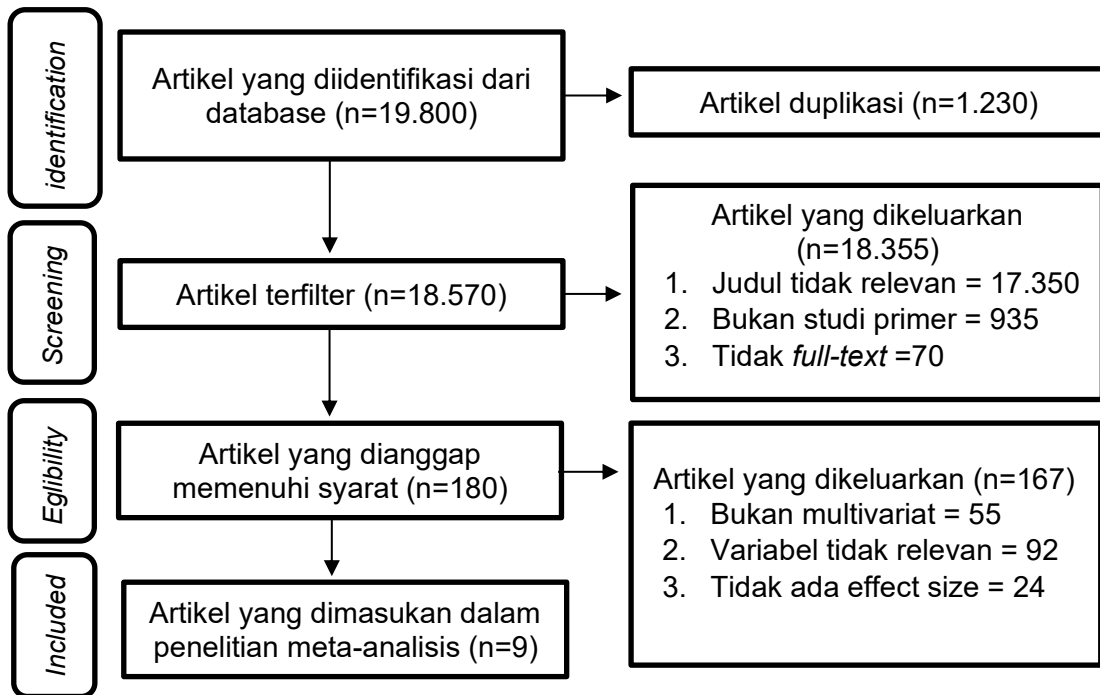 identification
Artikel yang diidentifikasi dari
database (n=19.800)
Artikel duplikasi (n=1.230)
Screening
Artikel terfilter (n=18.570)
Artikel yang dikeluarkan
(n=18.355)
1. Judul tidak relevan = 17.350
2. Bukan studi primer = 935
3. Tidak full-text =70
Eglibility
Artikel yang dianggap
memenuhi syarat (n=180)
Artikel yang dikeluarkan (n=167)
1. Bukan multivariat = 55
2. Variabel tidak relevan = 92
3. Tidak ada effect size = 24
Included
Artikel yang dimasukan dalam
penelitian meta-analisis (n=9)